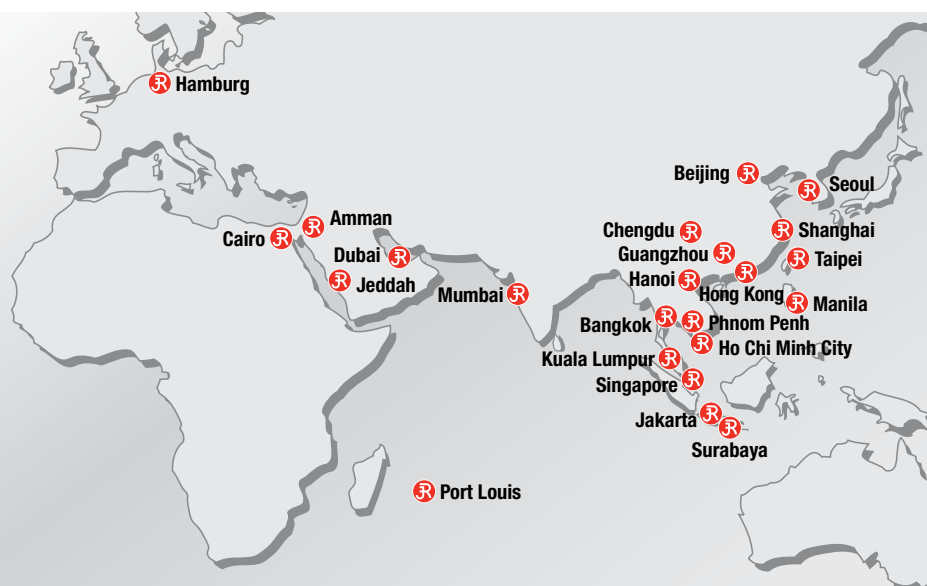 Hamburg
Beijing
Seoul
Amman
Chengdu
Shanghai
Cairo
Dubai
Guangzhou
Taipei
Jeddah
Hanoi
Mumbai
Hong Kong
Manila
Bangkok
Phnom Penh
Ho Chi Minh City
Kuala Lumpur
Singapore
Jakarta
Surabaya
Port Louis